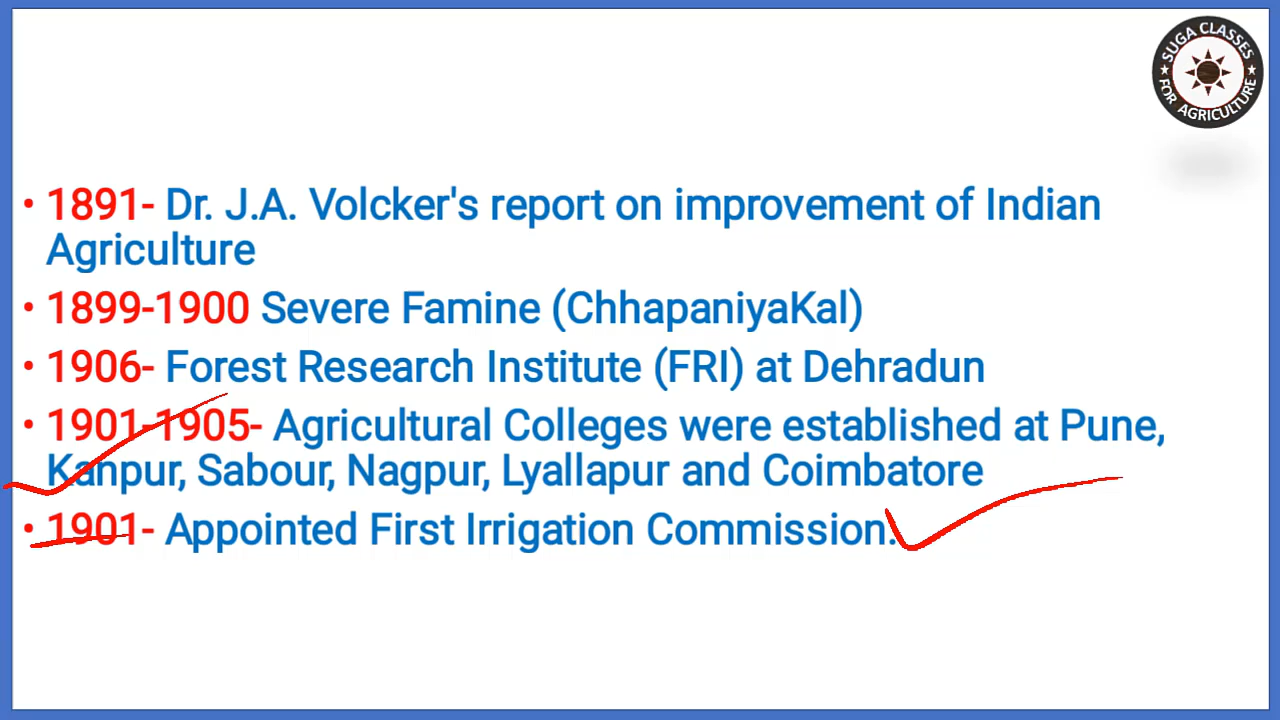 SUGA CLASSES
FOR AGRICULTURE
• 1891- Dr. J.A. Volcker's report on improvement of Indian
Agriculture
• 1899-1900 Severe Famine (ChhapaniyaKal)
• 1906- Forest Research Institute (FRI) at Dehradun
• 1901-1905- Agricultural Colleges were established at Pune,
Kanpur, Sabour, Nagpur, Lyallapur and Coimbatore
• 1901- Appointed First Irrigation Commission.